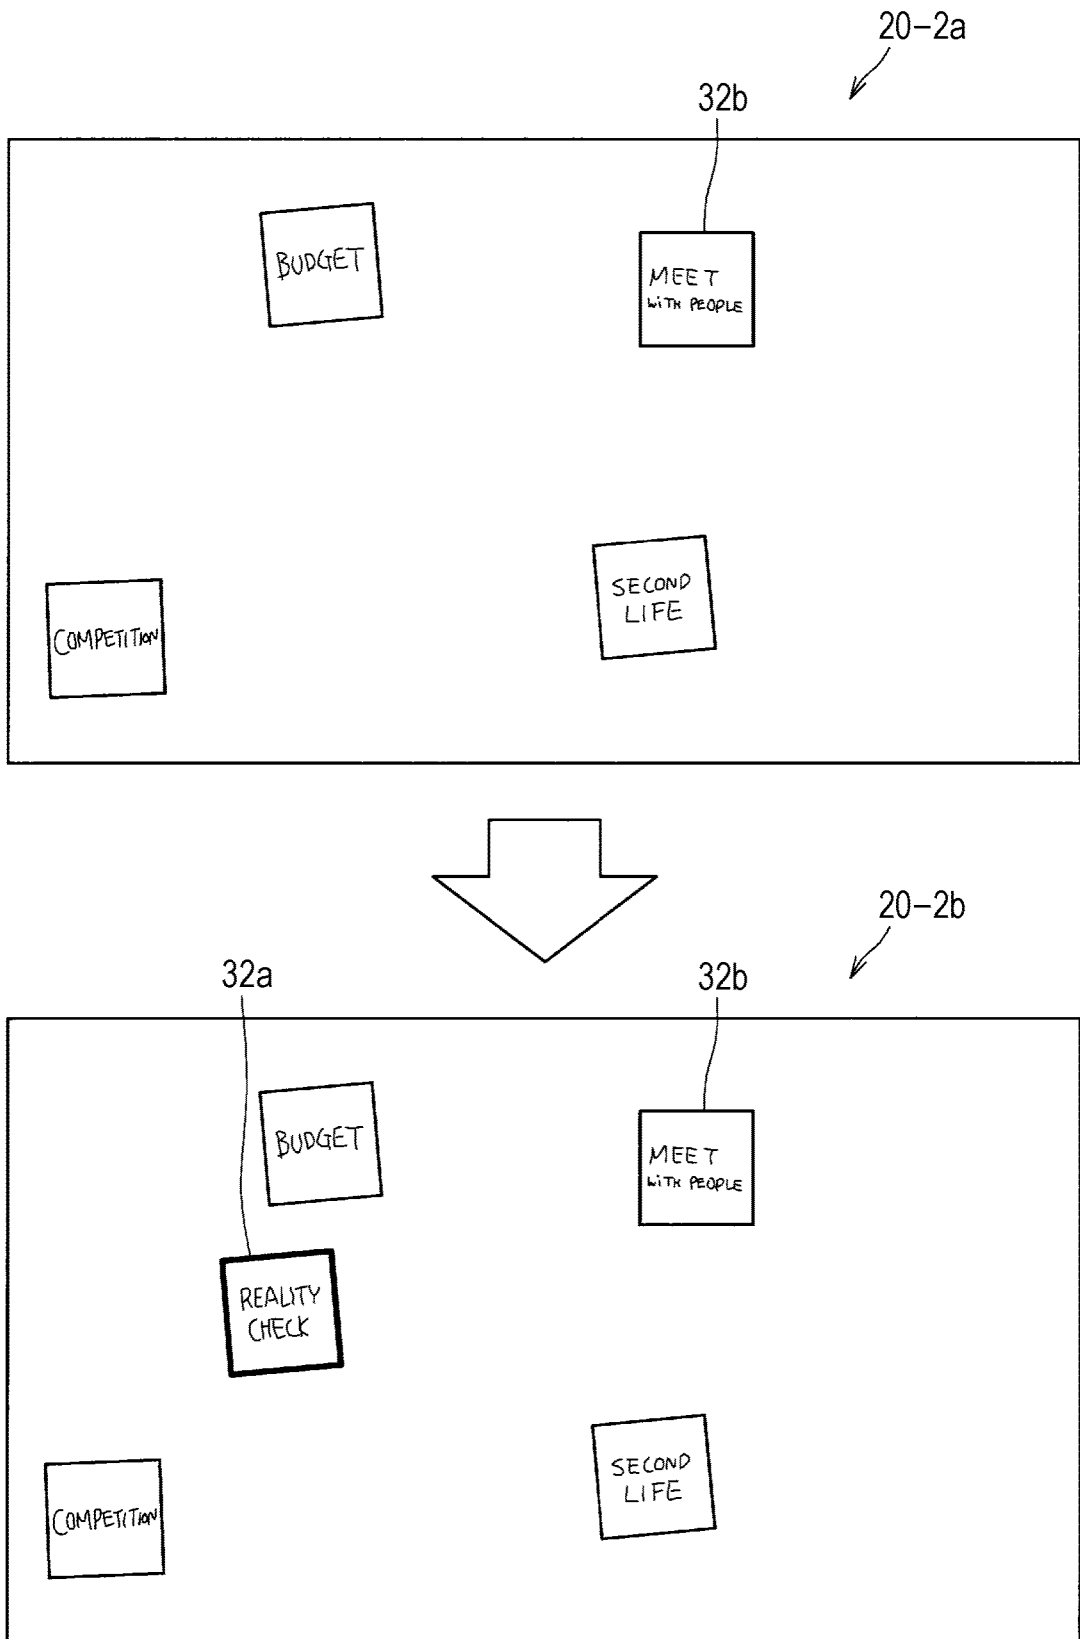 20-2a
32b
BUDGET
MEET
WiTH PEOPLE
SECOND
LIFE
COMPETITION
20-2b
32a
32b
BUDGET
MEET
WiTH PEOPLE
REALITY
CHECK
SECOND
LIFE
COMPETITION